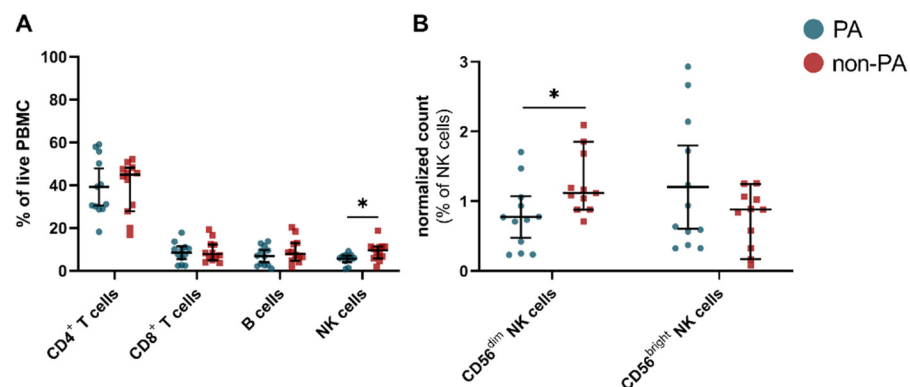 A
% of live PBMC
100
80
60
40
20
0
*
CD4⁺ T cells
CD8⁺ T cells
B cells
NK cells
B
normalized count
(% of NK cells)
3
2
1
0
*
CD56ᵈⁱᵐ NK cells
CD56ᵇʳⁱᵍʰᵗ NK cells
PA
non-PA